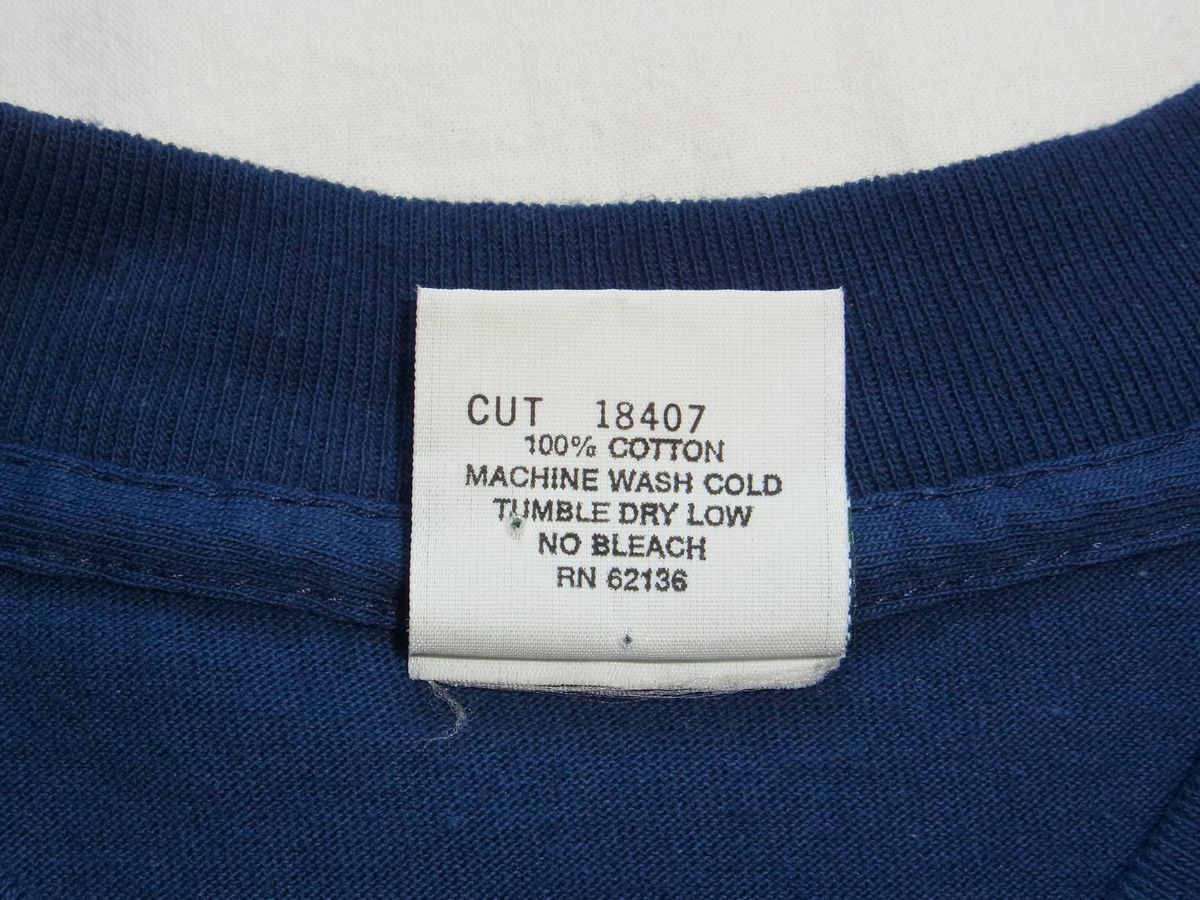 CUT 18407
100% COTTON
MACHINE WASH COLD
TUMBLE DRY LOW
NO BLEACH
RN 62136